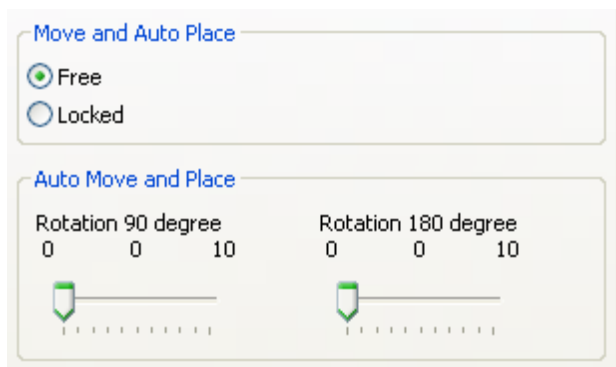 Move and Auto Place
Free
Locked
Auto Move and Place
Rotation 90 degree
0 0 10
Rotation 180 degree
0 0 10